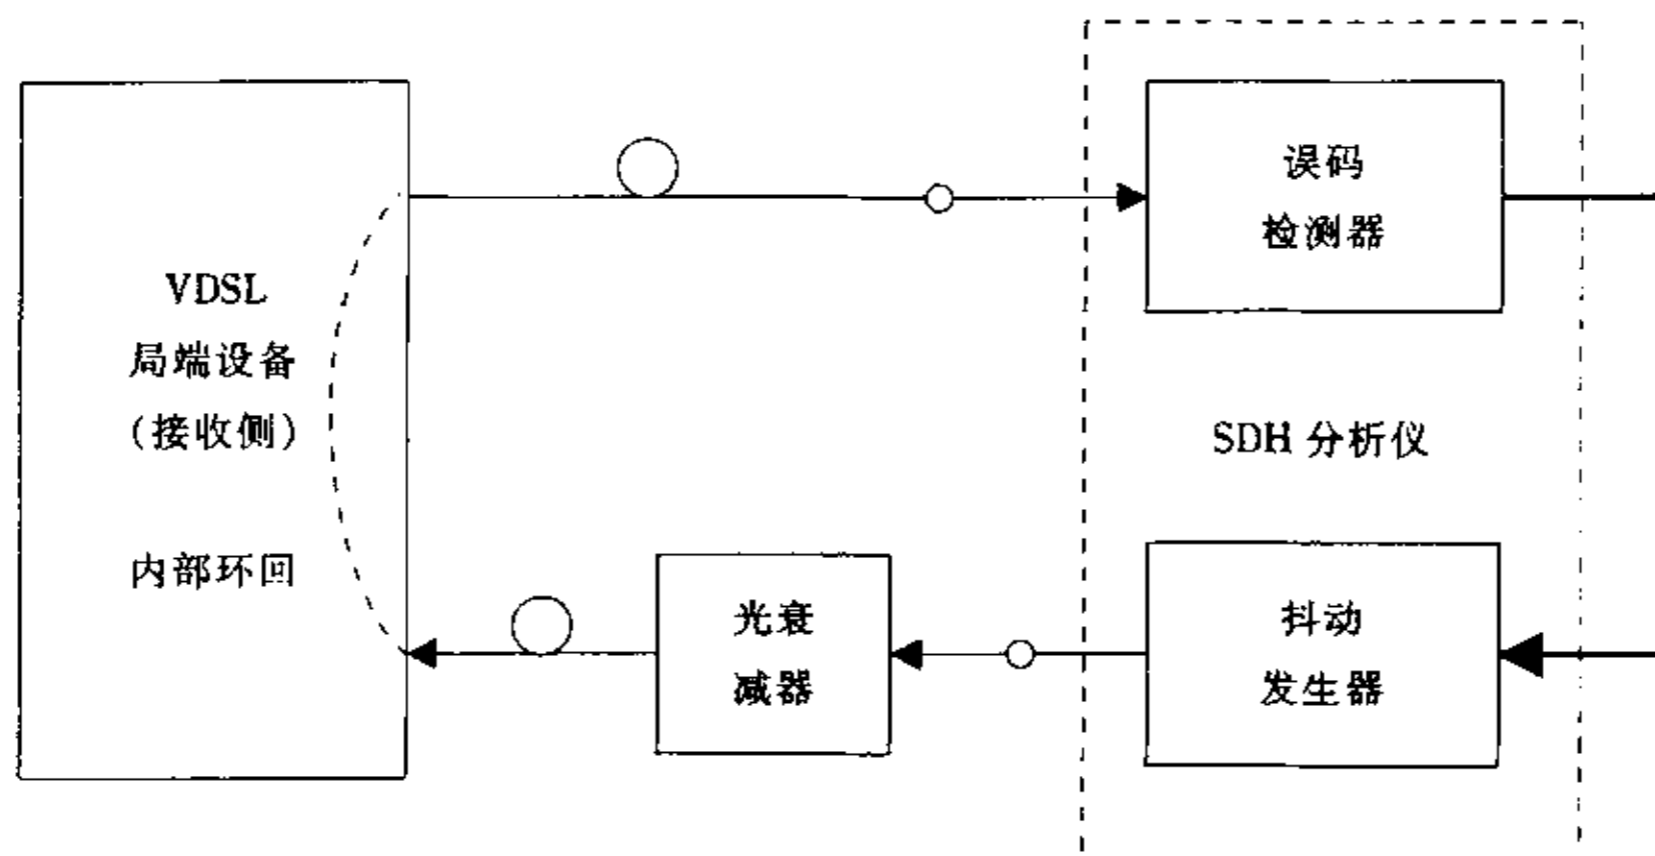 VDSL
局端设备
(接收侧)
内部环回
误码
检测器
SDH 分析仪
光衰
减器
抖动
发生器